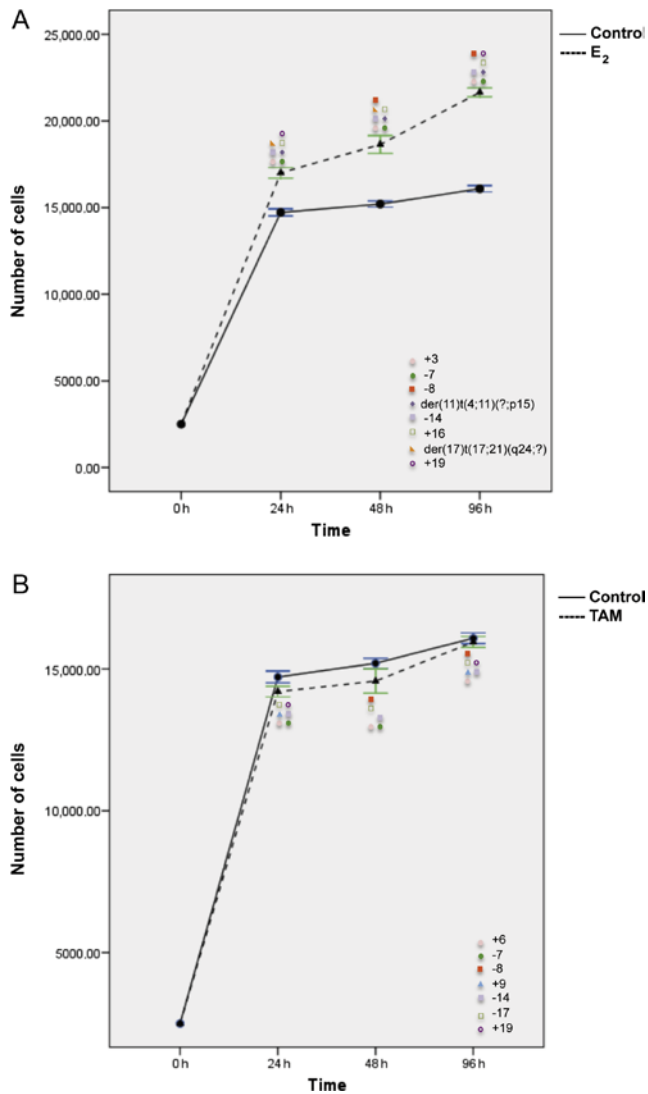 A
Number of cells
25,000.00
20,000.00
15,000.00
10,000.00
5000.00
0.00
0 h
24 h
48 h
96 h
Time
Control
E2
+3
-7
-8
der(11)t(4;11)(?;p15)
-14
+16
der(17)t(17;21)(q24;?)
+19
B
Number of cells
15,000.00
10,000.00
5000.00
0 h
24 h
48 h
96 h
Time
Control
TAM
+6
-7
-8
+9
-14
-17
+19